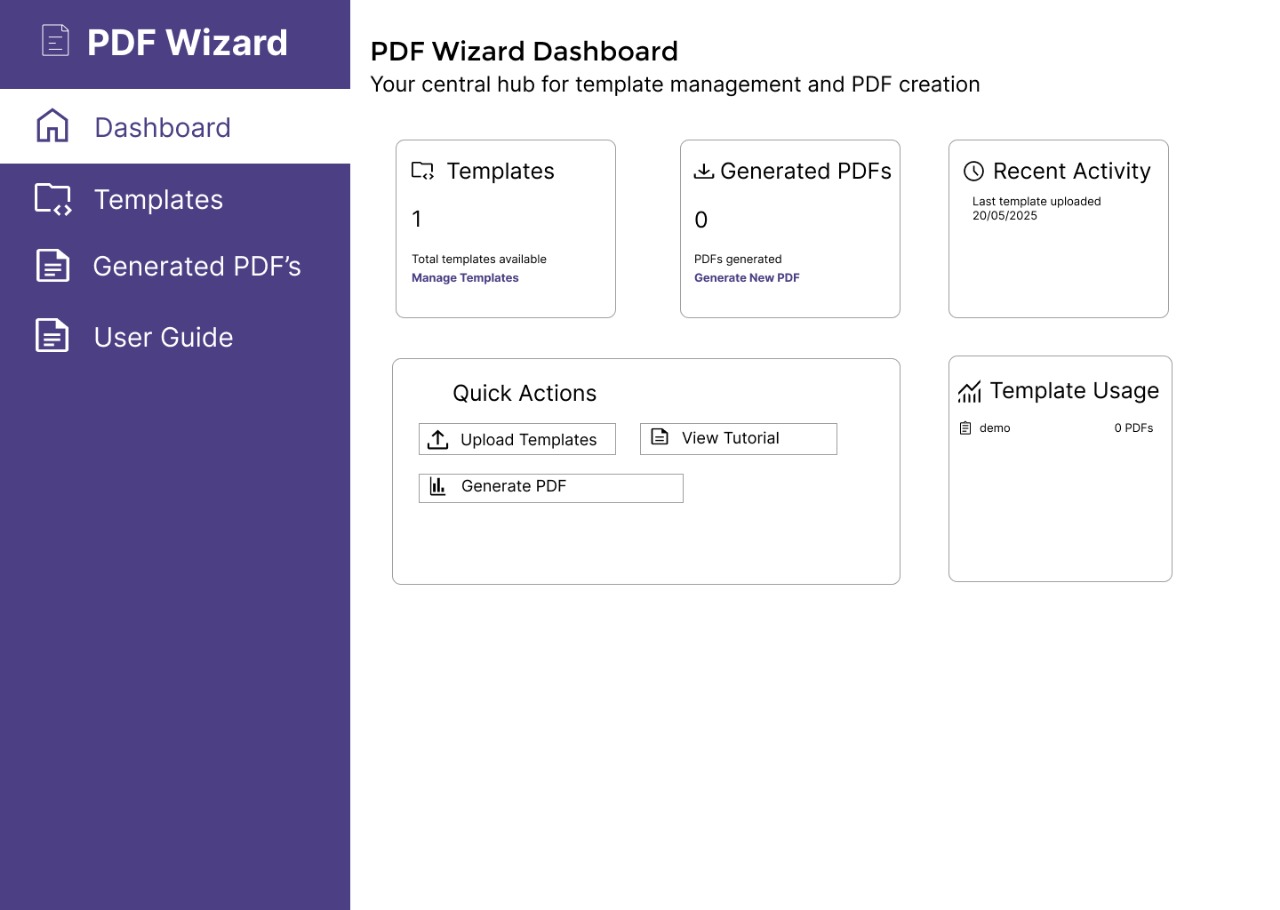 PDF Wizard
Dashboard
Templates
Generated PDF’s
User Guide
PDF Wizard Dashboard
Your central hub for template management and PDF creation
Templates
1
Total templates available
Manage Templates
Generated PDFs
0
PDFs generated
Generate New PDF
Recent Activity
Last template uploaded
20/05/2025
Quick Actions
Upload Templates
View Tutorial
Generate PDF
Template Usage
demo 0 PDFs